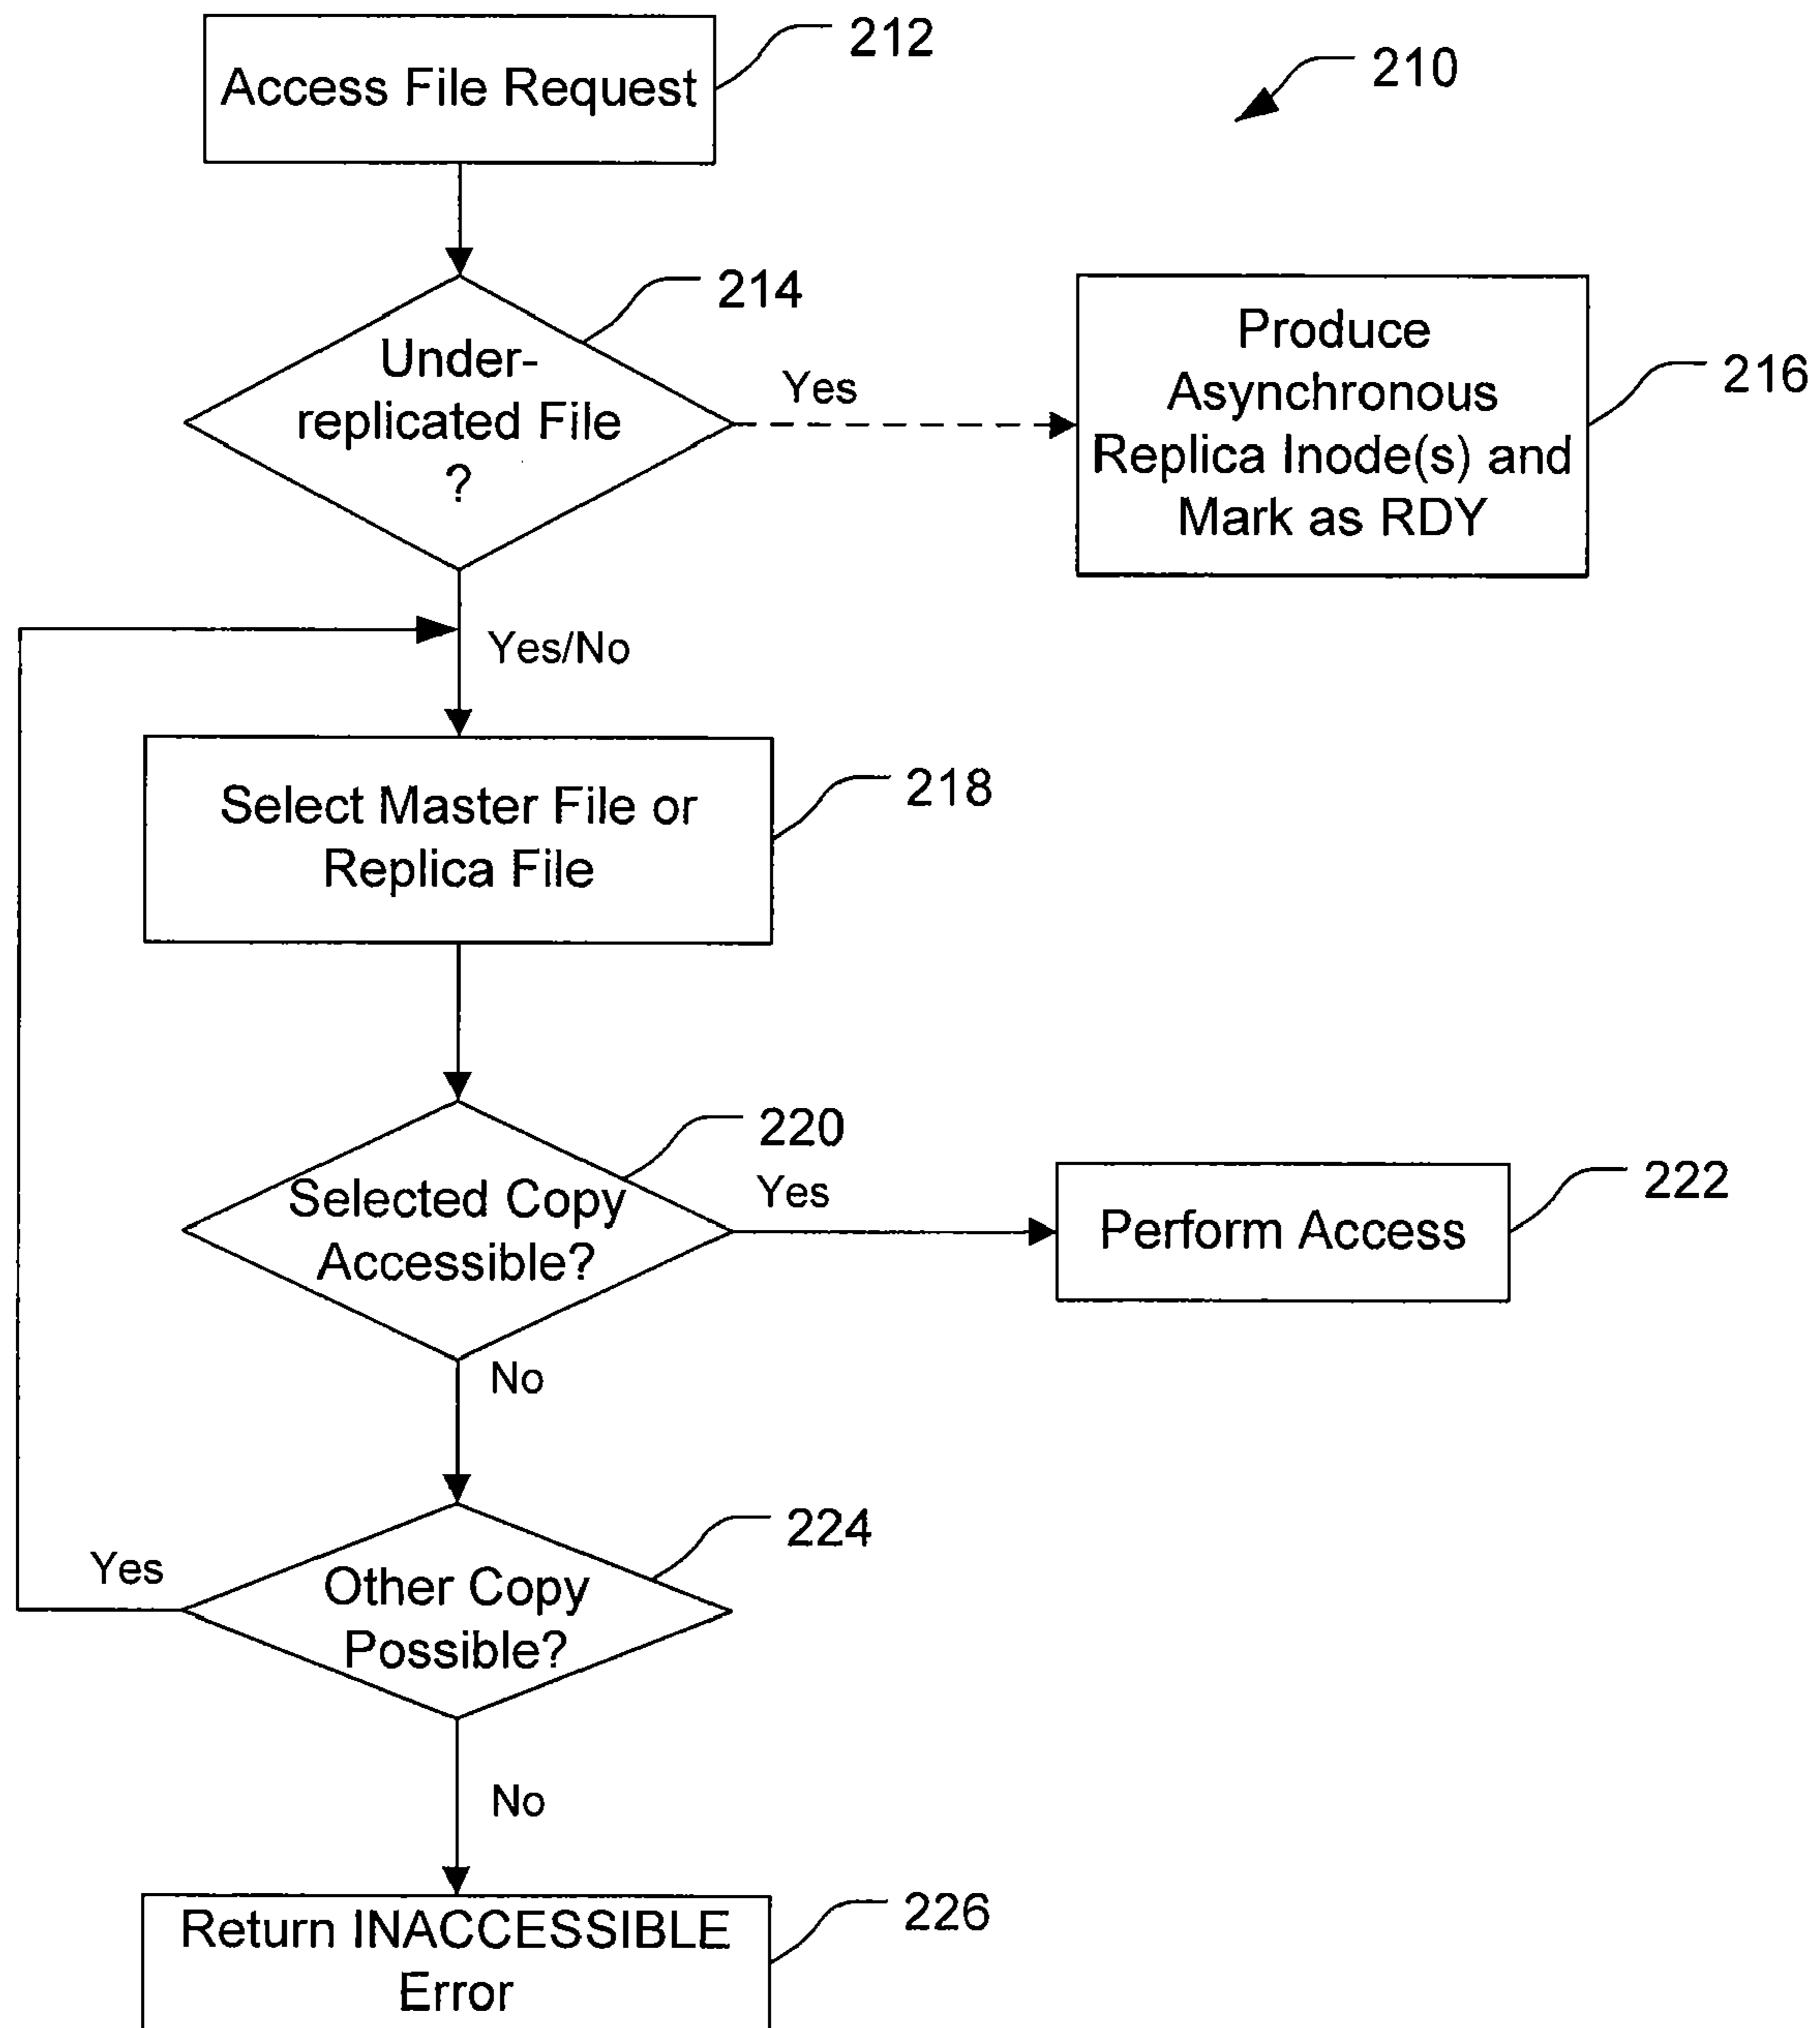 Access File Request
212
210
Under-
replicated File
?
214
Yes
Produce
Asynchronous
Replica Inode(s) and
Mark as RDY
216
Yes/No
Select Master File or
Replica File
218
Selected Copy
Accessible?
220
Yes
Perform Access
222
No
Other Copy
Possible?
224
Yes
No
Return INACCESSIBLE
Error
226